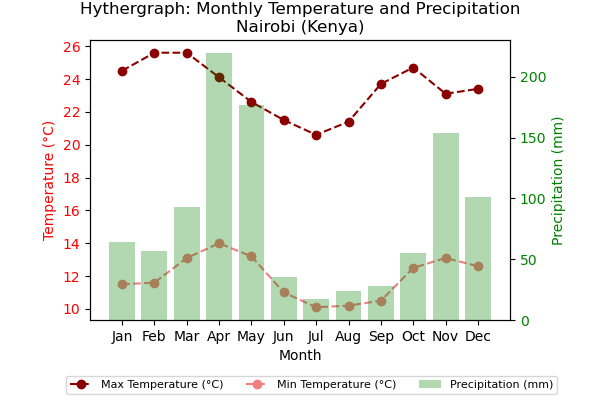 Hythergraph: Monthly Temperature and Precipitation
Nairobi (Kenya)
26
24
22
20
18
16
14
12
10
Temperature (°C)
200
150
100
50
0
Precipitation (mm)
Jan Feb Mar Apr May Jun Jul Aug Sep Oct Nov Dec
Month
Max Temperature (°C) Min Temperature (°C) Precipitation (mm)